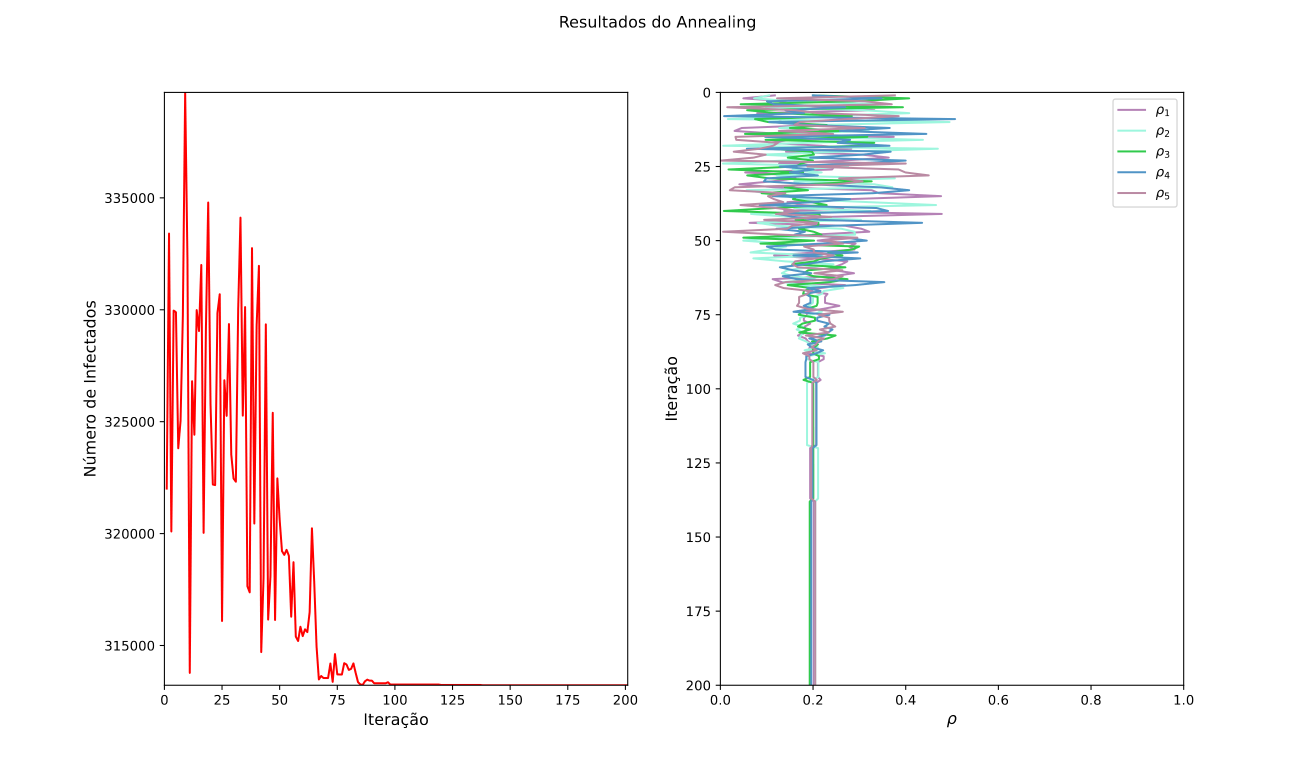 Resultados do Annealing
Número de Infectados
335000
330000
325000
320000
315000
0 25 50 75 100 125 150 175 200
Iteração
Iteração
0
25
50
75
100
125
150
175
200
0.0 0.2 0.4 0.6 0.8 1.0
ρ
ρ₁
ρ₂
ρ₃
ρ₄
ρ₅